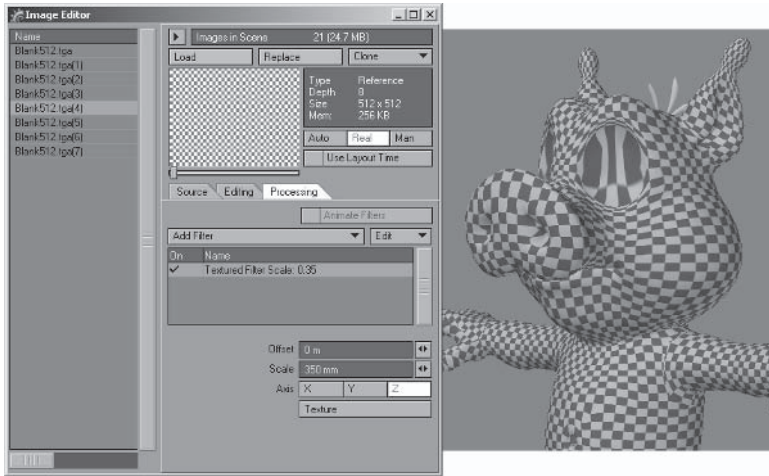 Image Editor
Name
Blank512.tga
Blank512.tga(1)
Blank512.tga(2)
Blank512.tga(3)
Blank512.tga(4)
Blank512.tga(5)
Blank512.tga(6)
Blank512.tga(7)
Images in Scene 21 (24.7 MB)
Load Replace Clone
Type Reference
Depth 8
Size 512 x 512
Mem: 256 KB
Auto Real Man
Use Layout Time
Source Editing Processing
Animate Filters
Add Filter Edit
On Name
Textured Filter Scale: 0.35
Offset 0 m
Scale 350 mm
Axis X Y Z
Texture